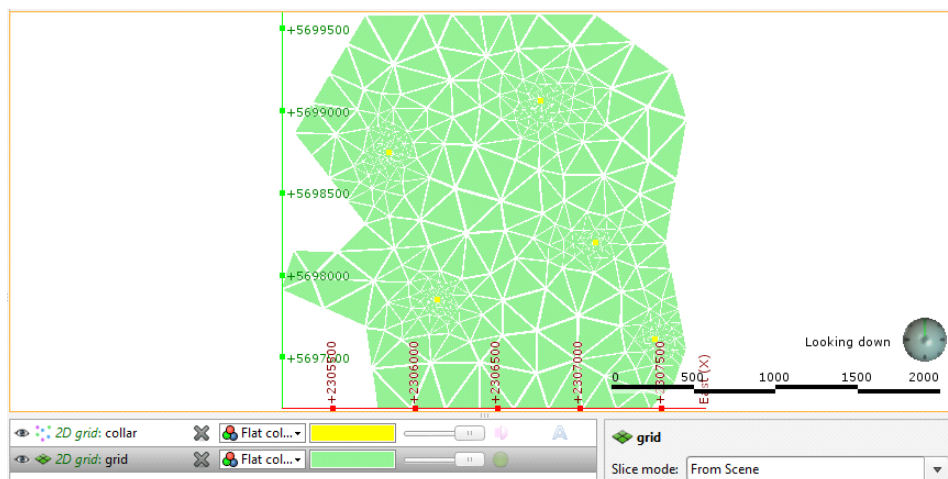 +5699500
+5699000
+5698500
+5698000
+5697500
+2305500
+2306000
+2306500
+2307000
+2307500
East (X)
Looking down
0 500 1000 1500 2000
2D grid: collar Flat col...
2D grid: grid Flat col...
A
grid
Slice mode: From Scene